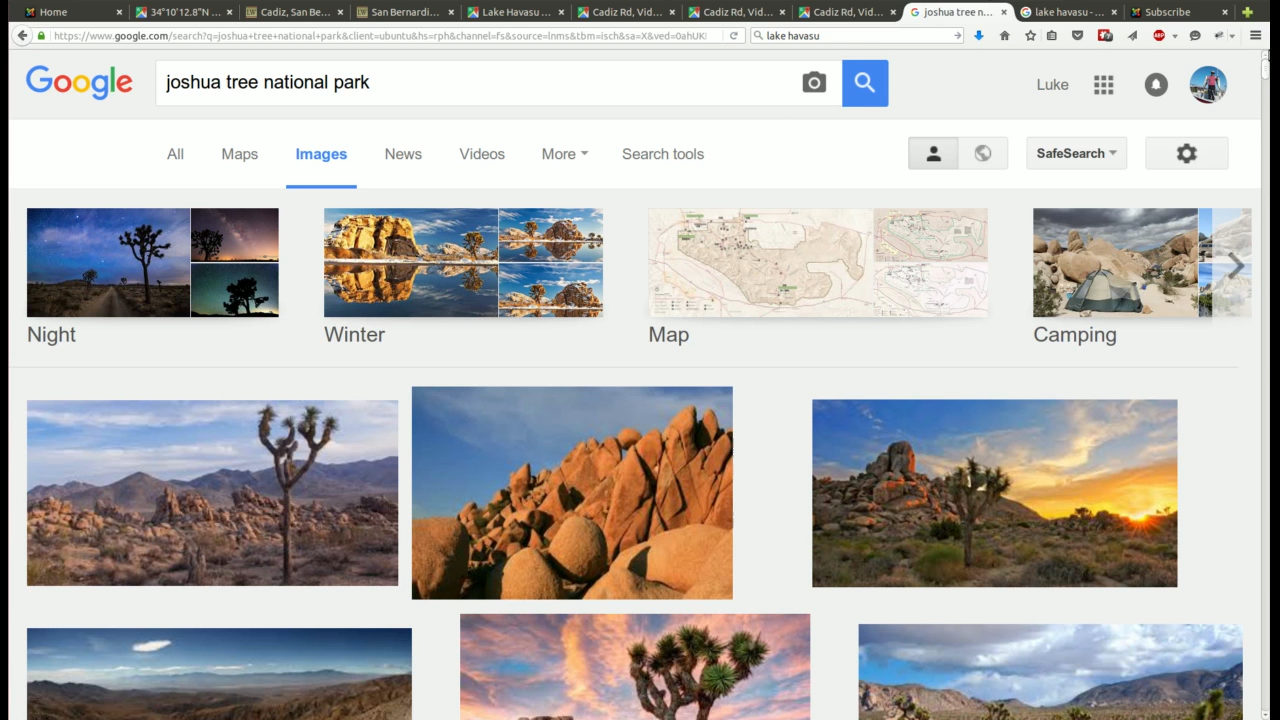 Home 34°10'12.8"N ... Cadiz, San Be... San Bernardi... Lake Havasu ... Cadiz Rd, Vid... Cadiz Rd, Vid... Cadiz Rd, Vid... joshua tree n... lake havasu - ... Subscribe
https://www.google.com/search?q=joshua+tree+national+park&client=ubuntu&hs=rph&channel=fs&source=lnms&tbm=isch&sa=X&ved=0ahUK lake havasu ABP
Google joshua tree national park Luke
All Maps Images News Videos More Search tools SafeSearch
Night Winter Map Camping